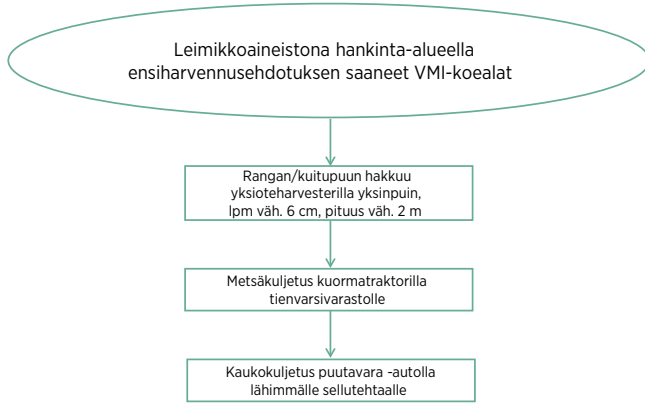 Leimikkoaineistona hankinta-alueella
ensiharvennusehdotuksen saaneet VMI-koealat
Rangan/kuitupuun hakkuu
yksioteharvesterilla yksinpuin,
lpm väh. 6 cm, pituus väh. 2 m
Metsäkuljetus kuormatraktorilla
tienvarsivarastolle
Kaukokuljetus puutavara -autolla
lähimmälle sellutehtaalle